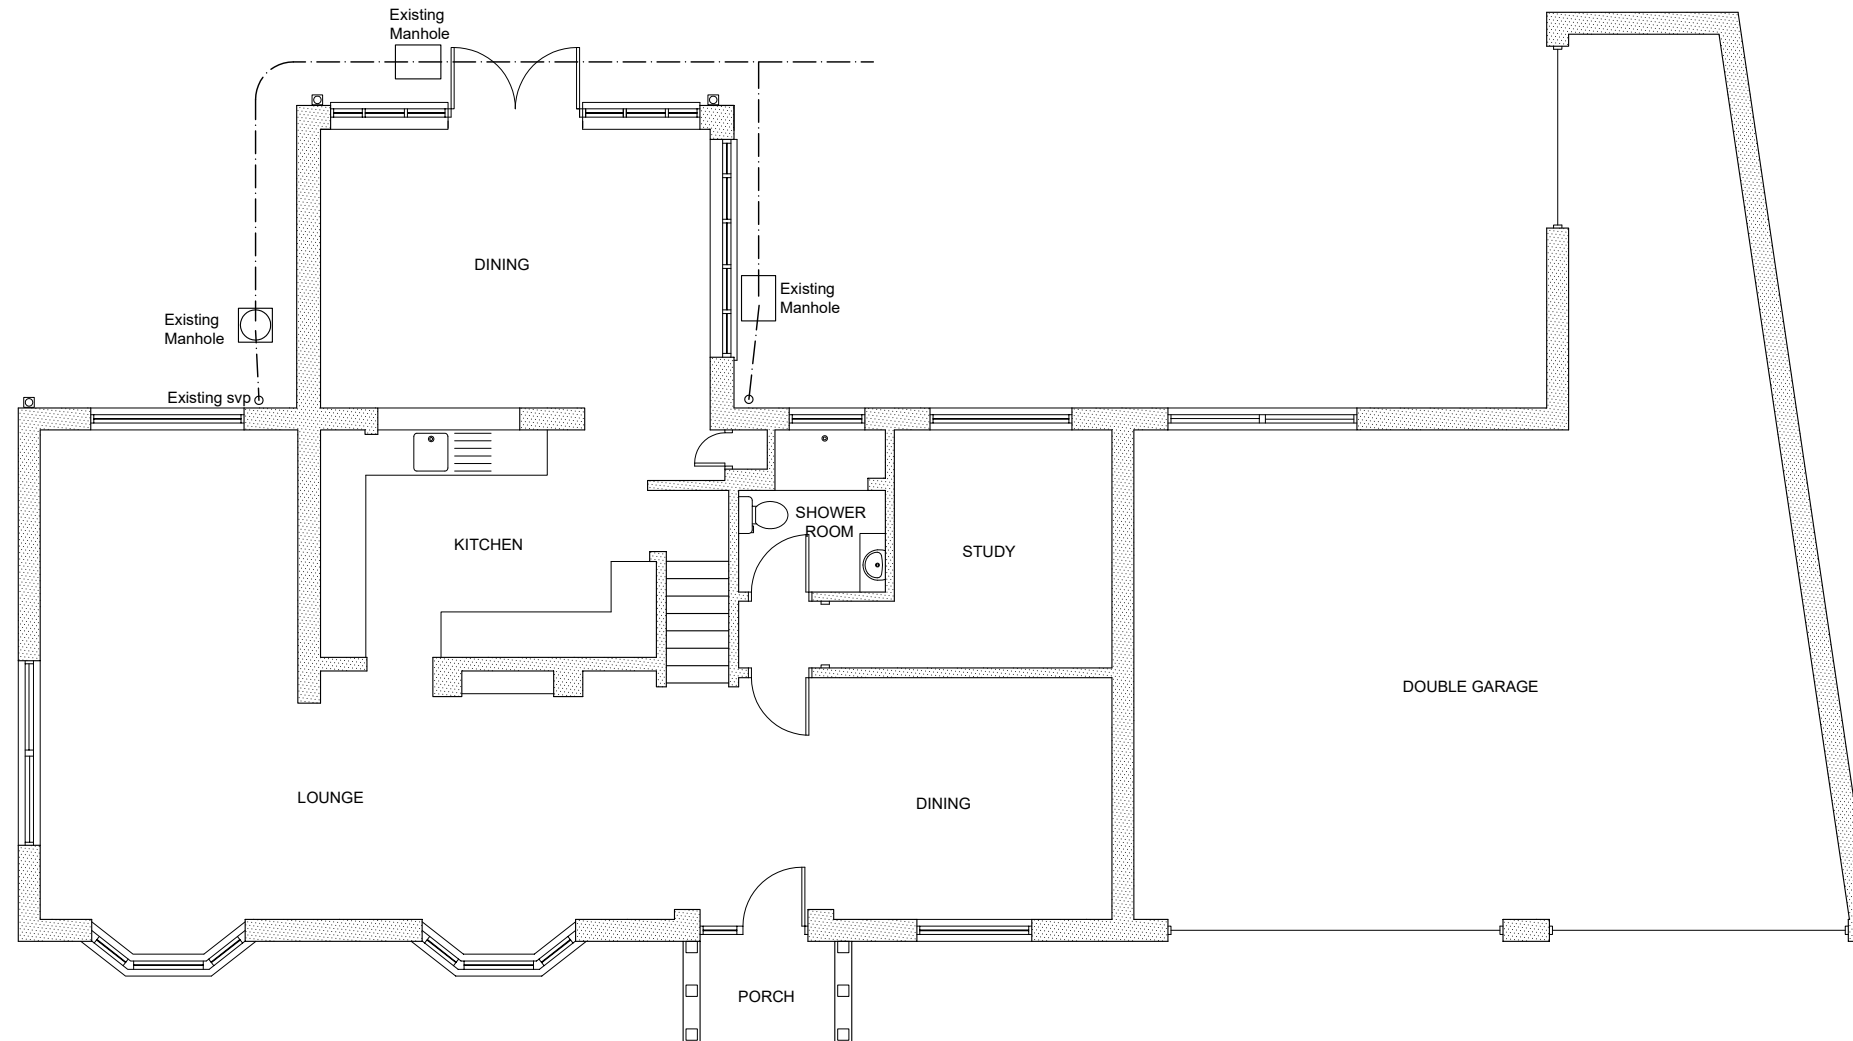 Existing
Manhole
DINING
Existing
Manhole
Existing
Manhole
Existing svp
SHOWER
ROOM
KITCHEN
STUDY
DOUBLE GARAGE
LOUNGE
DINING
PORCH